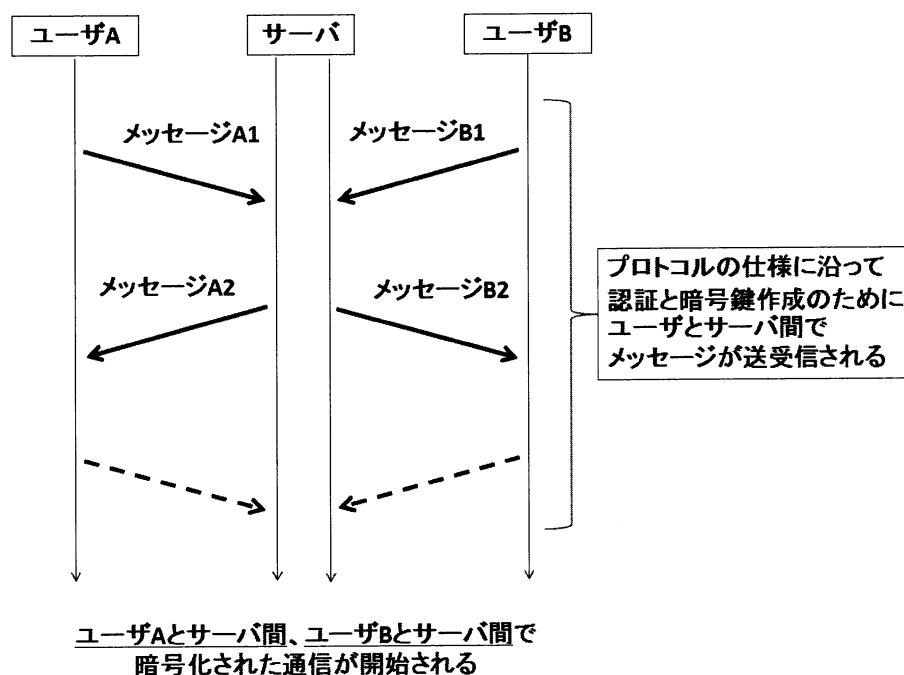 ユーザA
サーバ
ユーザB
メッセージA1
メッセージB1
メッセージA2
メッセージB2
プロトコルの仕様に沿って
認証と暗号鍵作成のために
ユーザとサーバ間で
メッセージが送受信される
ユーザAとサーバ間、ユーザBとサーバ間で
暗号化された通信が開始される